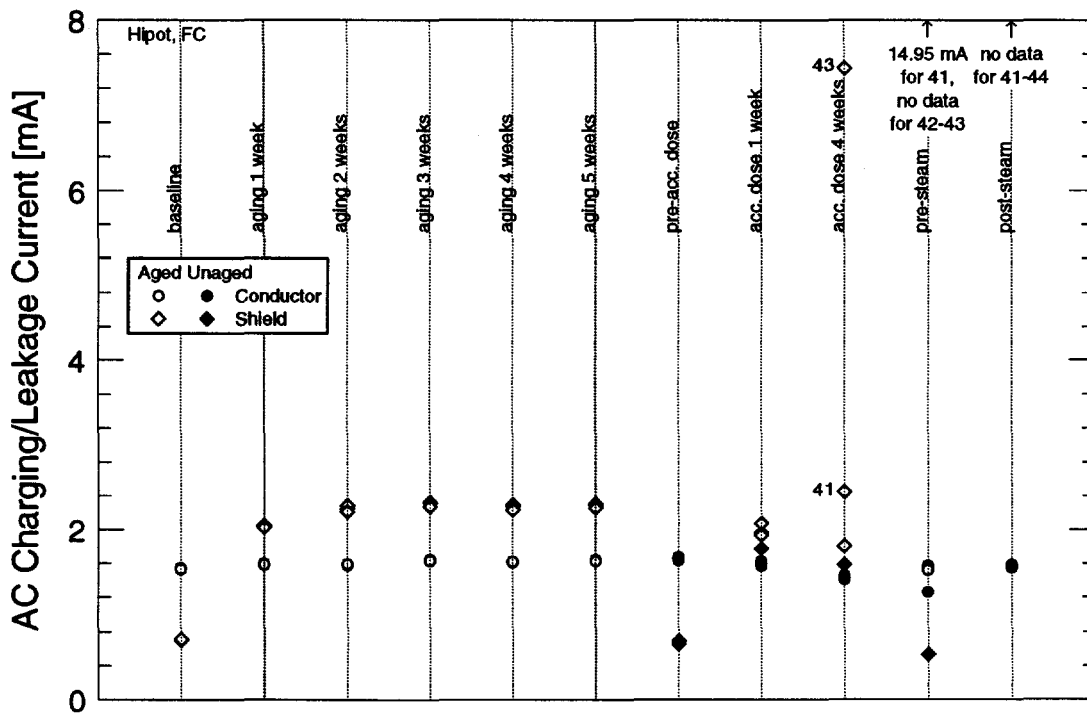 AC Charging/Leakage Current [mA]
8
6
4
2
0
Hipot, FC
baseline
aging 1 week
aging 2 weeks
aging 3 weeks
aging 4 weeks
aging 5 weeks
pre-acc. dose
acc. dose 1 week
acc. dose 4 weeks
pre-steam
post-steam
43
41
14.95 mA
for 41,
no data
for 42-43
no data
for 41-44
Aged Unaged
Conductor
Shield